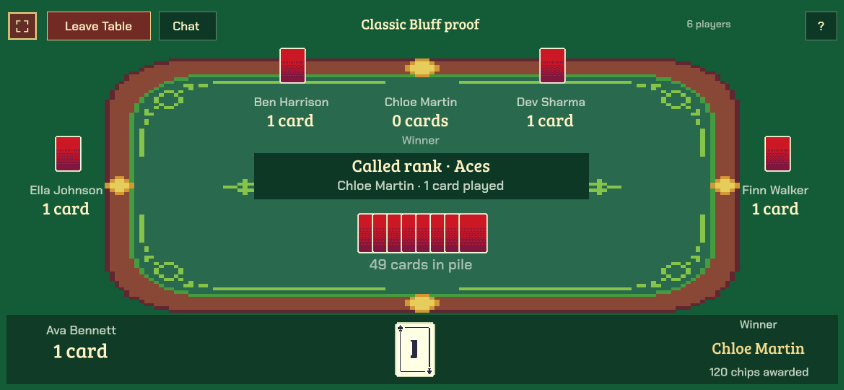 Leave Table
Chat
Classic Bluff proof
6 players
?
Ben Harrison
1 card
Chloe Martin
0 cards
Winner
Dev Sharma
1 card
Ella Johnson
1 card
Called rank · Aces
Chloe Martin · 1 card played
Finn Walker
1 card
49 cards in pile
Ava Bennett
1 card
Winner
Chloe Martin
120 chips awarded